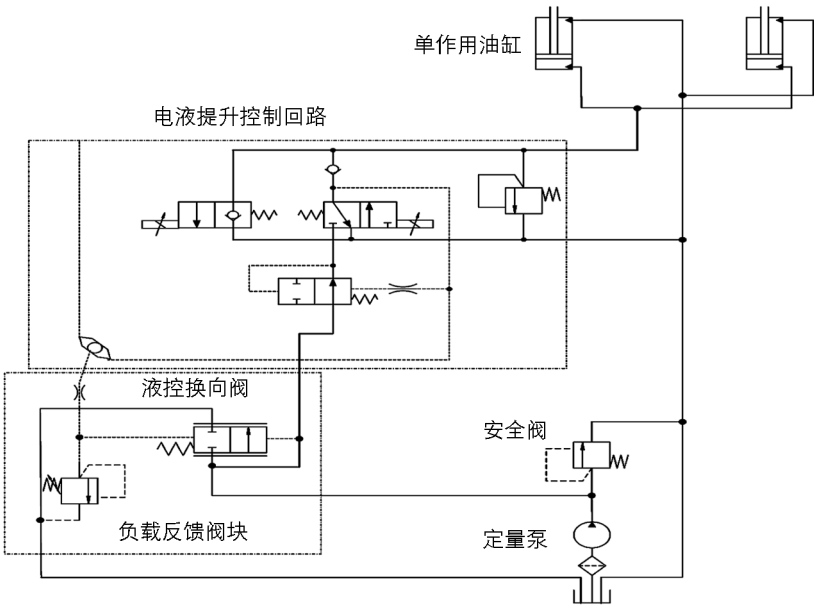 单作用油缸
电液提升控制回路
液控换向阀
安全阀
负载反馈阀块
定量泵